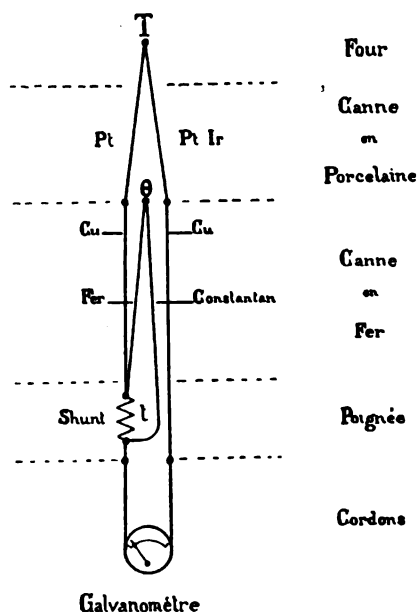 T
Four
Canne
en
Porcelaine
Pt
Pt Ir
θ
Cu
Cu
Fer
Constantan
Canne
en
Fer
Shunt
t
Poignée
Cordons
Galvanomètre